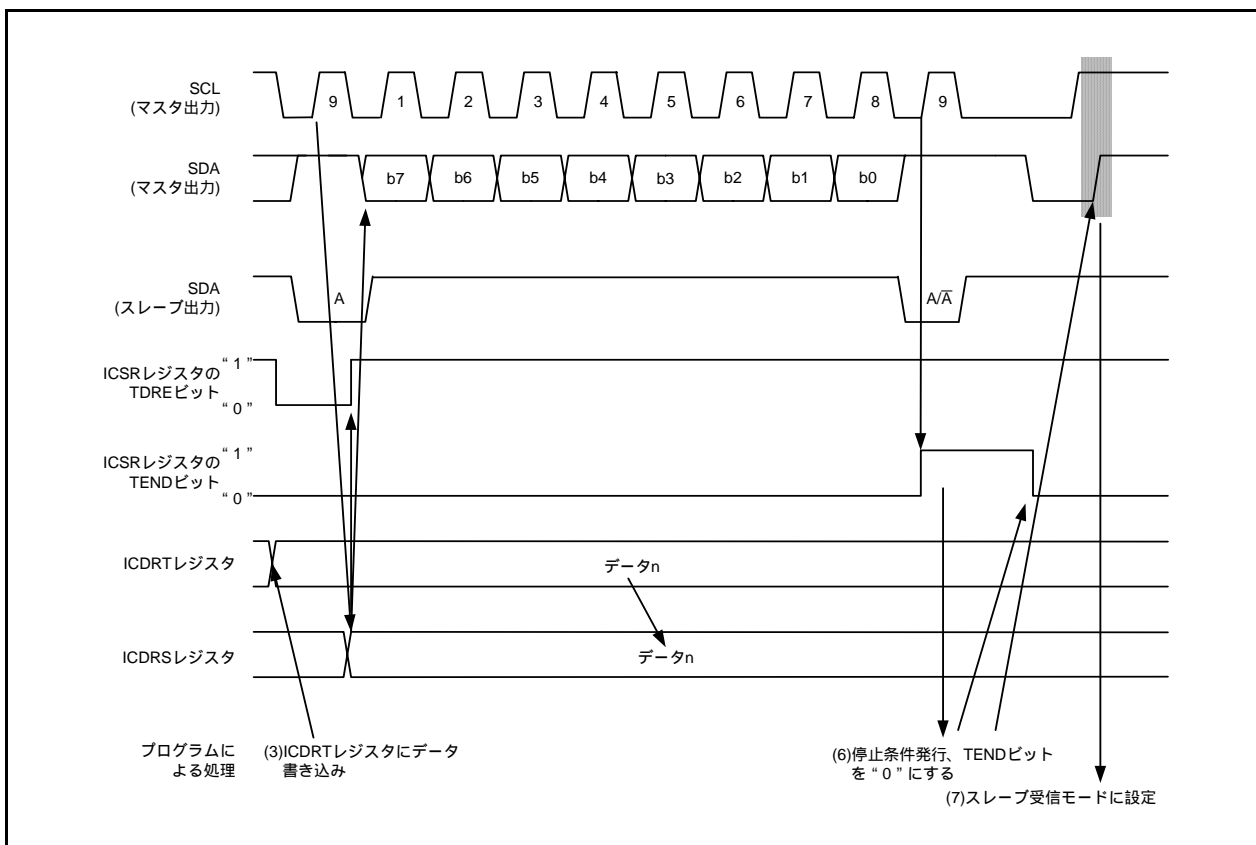 SCL
(マスタ出力)
9 1 2 3 4 5 6 7 8 9
SDA
(マスタ出力)
b7 b6 b5 b4 b3 b2 b1 b0
SDA
(スレーブ出力)
A A/A̅
ICSRレジスタの
TDREビット
“ 1 ”
“ 0 ”
ICSRレジスタの
TENDビット
“ 1 ”
“ 0 ”
ICDRTレジスタ
データn
ICDRSレジスタ
データn
プログラムに
よる処理
(3)ICDRTレジスタにデータ
書き込み
(6)停止条件発行、TENDビット
を“ 0 ”にする
(7)スレーブ受信モードに設定